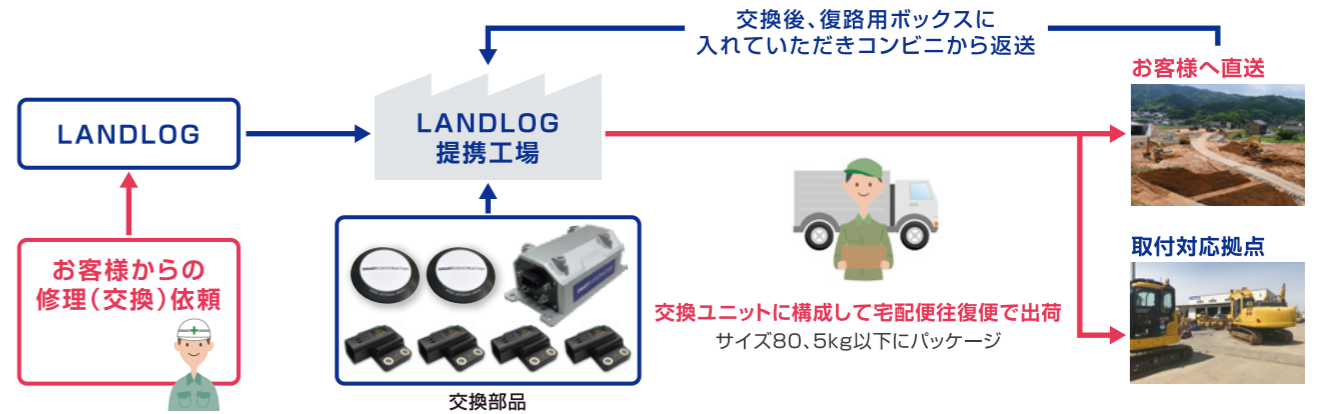 交換後、復路用ボックスに
入れていただきコンビニから返送
お客様へ直送
LANDLOG
LANDLOG
提携工場
お客様からの
修理(交換)依頼
交換ユニットに構成して宅配便往復便で出荷
サイズ80、5kg以下にパッケージ
取付対応拠点
交換部品